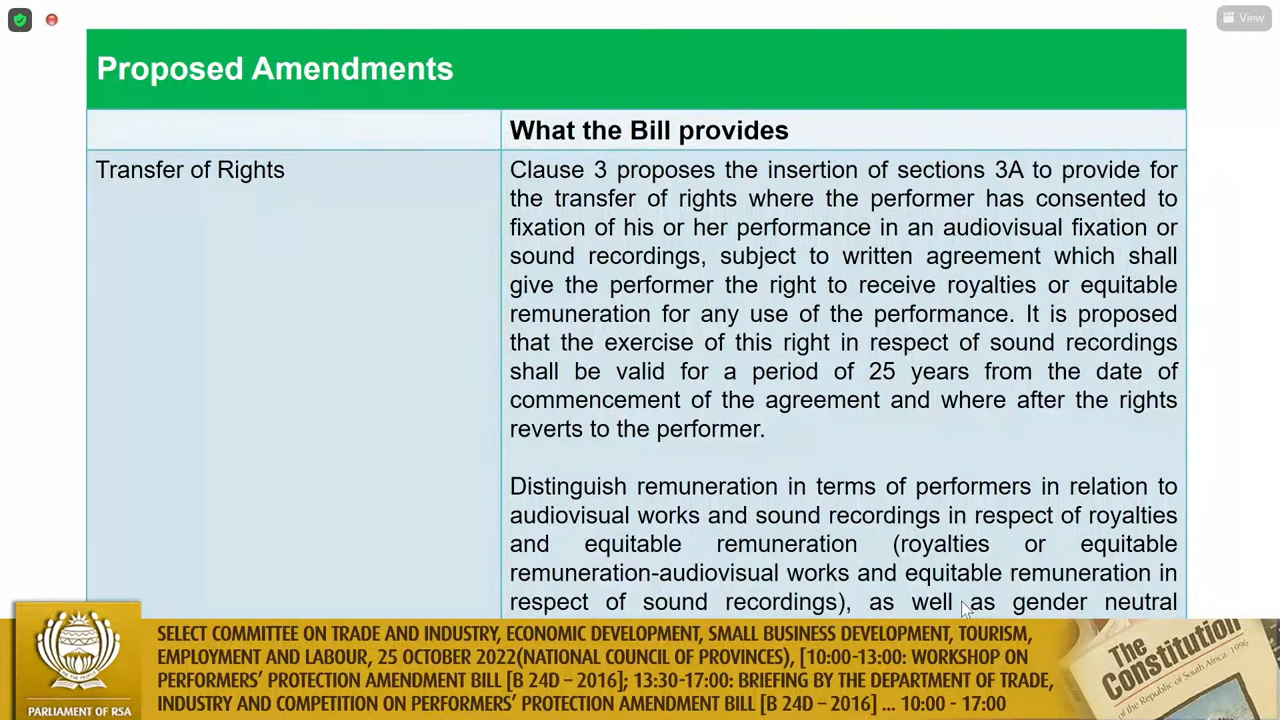 View
Proposed Amendments
What the Bill provides
Transfer of Rights
Clause 3 proposes the insertion of sections 3A to provide for
the transfer of rights where the performer has consented to
fixation of his or her performance in an audiovisual fixation or
sound recordings, subject to written agreement which shall
give the performer the right to receive royalties or equitable
remuneration for any use of the performance. It is proposed
that the exercise of this right in respect of sound recordings
shall be valid for a period of 25 years from the date of
commencement of the agreement and where after the rights
reverts to the performer.
Distinguish remuneration in terms of performers in relation to
audiovisual works and sound recordings in respect of royalties
and equitable remuneration (royalties or equitable
remuneration-audiovisual works and equitable remuneration in
respect of sound recordings), as well as gender neutral
SELECT COMMITTEE ON TRADE AND INDUSTRY, ECONOMIC DEVELOPMENT, SMALL BUSINESS DEVELOPMENT, TOURISM,
EMPLOYMENT AND LABOUR, 25 OCTOBER 2022(NATIONAL COUNCIL OF PROVINCES), [10:00-13:00: WORKSHOP ON
PERFORMERS' PROTECTION AMENDMENT BILL [B 24D – 2016]; 13:30-17:00: BRIEFING BY THE DEPARTMENT OF TRADE,
INDUSTRY AND COMPETITION ON PERFORMERS' PROTECTION AMENDMENT BILL [B 24D – 2016] ... 10:00 - 17:00
PARLIAMENT OF RSA
The
Constitution
of the Republic of South Africa, 1996